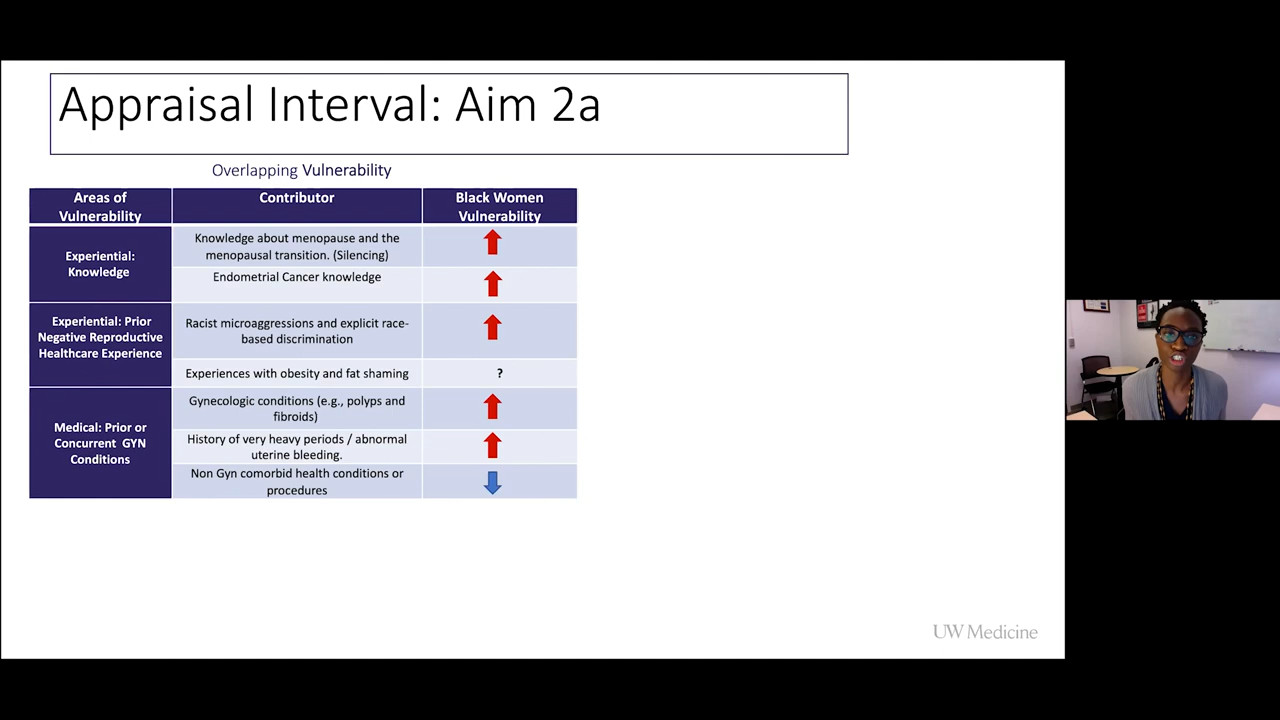 Appraisal Interval: Aim 2a
Overlapping Vulnerability
Areas of
Vulnerability
Contributor
Black Women
Vulnerability
Experiential:
Knowledge
Knowledge about menopause and the
menopausal transition. (Silencing)
Endometrial Cancer knowledge
Experiential: Prior
Negative Reproductive
Healthcare Experience
Racist microaggressions and explicit race-
based discrimination
Experiences with obesity and fat shaming
?
Medical: Prior or
Concurrent GYN
Conditions
Gynecologic conditions (e.g., polyps and
fibroids)
History of very heavy periods / abnormal
uterine bleeding.
Non Gyn comorbid health conditions or
procedures
UW Medicine